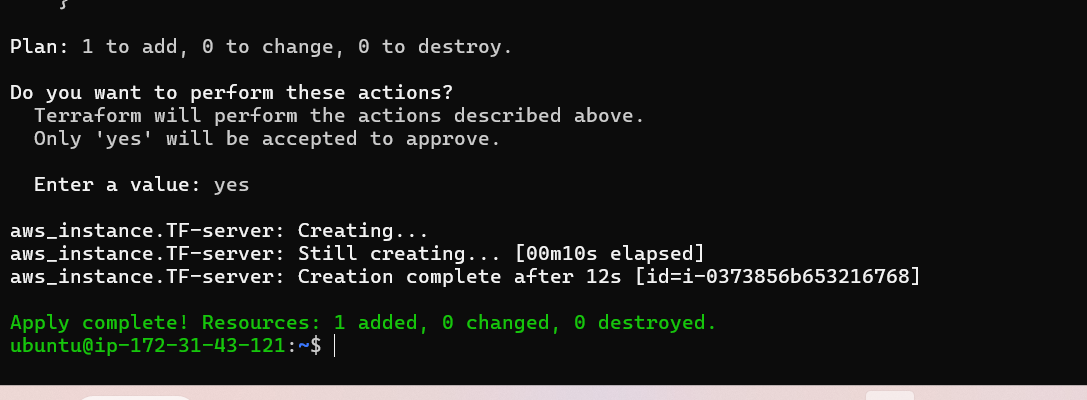 }
Plan: 1 to add, 0 to change, 0 to destroy.
Do you want to perform these actions?
  Terraform will perform the actions described above.
  Only 'yes' will be accepted to approve.
  Enter a value: yes
aws_instance.TF-server: Creating...
aws_instance.TF-server: Still creating... [00m10s elapsed]
aws_instance.TF-server: Creation complete after 12s [id=i-0373856b653216768]
Apply complete! Resources: 1 added, 0 changed, 0 destroyed.
ubuntu@ip-172-31-43-121:~$